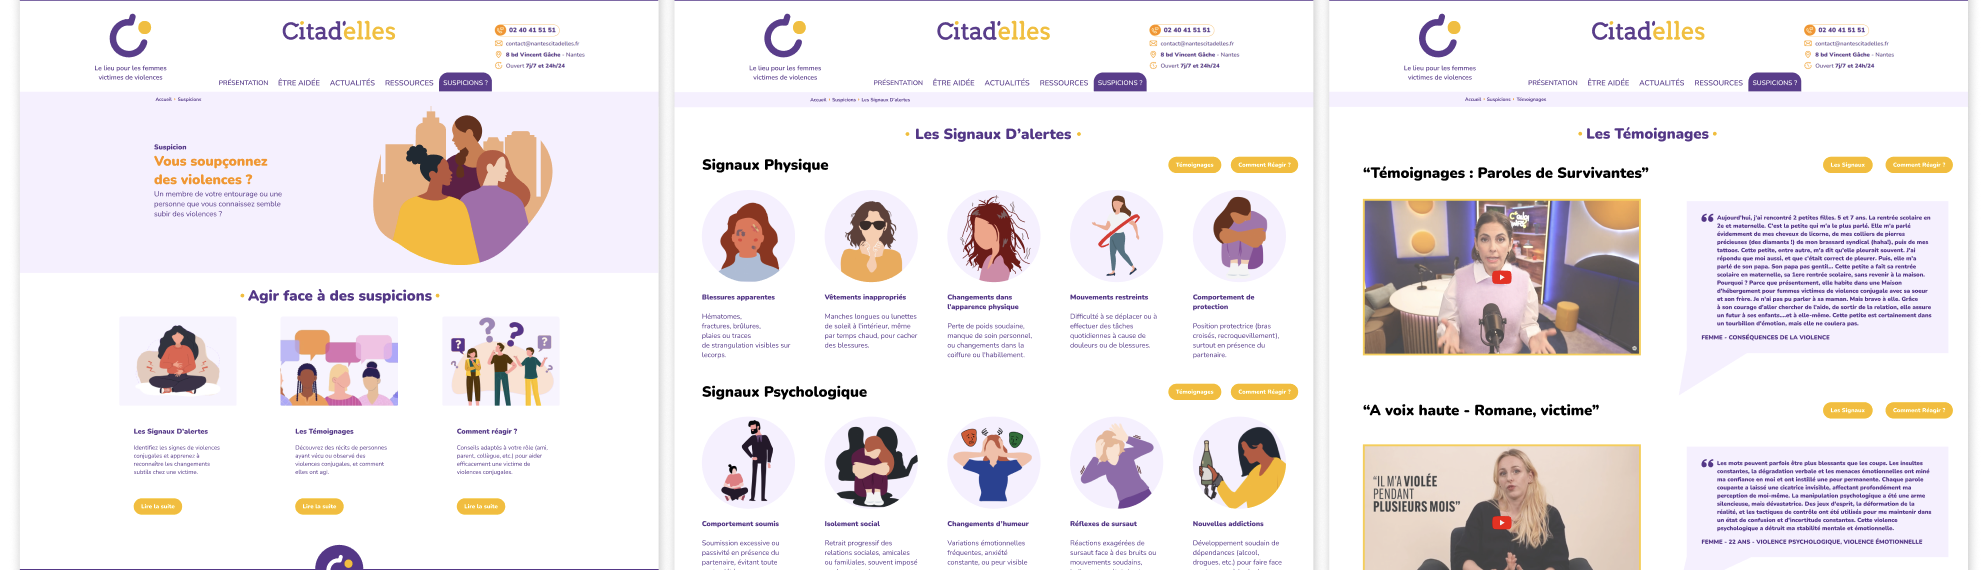 Citad'elles
02 40 41 51 51
contact@nantescitadelles.fr
8 bd Vincent Gâche - Nantes
Ouvert 7j/7 et 24h/24
Le lieu pour les femmes
victimes de violences
PRÉSENTATION ÊTRE AIDÉE ACTUALITÉS RESSOURCES SUSPICIONS ?
Accueil Suspicions
Suspicion
Vous soupçonnez
des violences ?
Un membre de votre entourage ou une
personne que vous connaissez semble
subir des violences ?
Agir face à des suspicions
Les Signaux D'alertes
Identifiez les signes de violences
conjugales et apprenez à
reconnaître les changements
subtils chez une victime.
Lire la suite
Les Témoignages
Découvrez des récits de personnes
ayant vécu ou observé des
violences conjugales, et comment
elles ont agi.
Lire la suite
Comment réagir ?
Conseils adaptés à votre rôle (ami,
parent, collègue, etc.) pour aider
efficacement une victime de
violences conjugales.
Lire la suite
Citad'elles
02 40 41 51 51
contact@nantescitadelles.fr
8 bd Vincent Gâche - Nantes
Ouvert 7j/7 et 24h/24
Le lieu pour les femmes
victimes de violences
PRÉSENTATION ÊTRE AIDÉE ACTUALITÉS RESSOURCES SUSPICIONS ?
Accueil Suspicions Les Signaux D'alertes
Les Signaux D'alertes
Signaux Physique
Témoignages Comment Réagir ?
Blessures apparentes
Hématomes,
fractures, brûlures,
plaies ou traces
de strangulation visibles sur
lecorps.
Vêtements inappropriés
Manches longues ou lunettes
de soleil à l'intérieur, même
par temps chaud, pour cacher
des blessures.
Changements dans
l'apparence physique
Perte de poids soudaine,
manque de soin personnel,
ou changements dans la
coiffure ou l'habillement.
Mouvements restreints
Difficulté à se déplacer ou à
effectuer des tâches
quotidiennes à cause de
douleurs ou de blessures.
Comportement de
protection
Position protectrice (bras
croisés, recroquevillement),
surtout en présence du
partenaire.
Signaux Psychologique
Témoignages Comment Réagir ?
Comportement soumis
Soumission excessive ou
passivité en présence du
partenaire, évitant toute
Isolement social
Retrait progressif des
relations sociales, amicales
ou familiales, souvent imposé
Changements d'humeur
Variations émotionnelles
fréquentes, anxiété
constante, ou peur visible
Réflexes de sursaut
Réactions exagérées de
sursaut face à des bruits ou
mouvements soudains,
Nouvelles addictions
Développement soudain de
dépendances (alcool,
drogues, etc.) pour faire face
Citad'elles
02 40 41 51 51
contact@nantescitadelles.fr
8 bd Vincent Gâche - Nantes
Ouvert 7j/7 et 24h/24
Le lieu pour les femmes
victimes de violences
PRÉSENTATION ÊTRE AIDÉE ACTUALITÉS RESSOURCES SUSPICIONS ?
Accueil Suspicions Témoignages
Les Témoignages
Les Signaux Comment Réagir ?
“Témoignages : Paroles de Survivantes”
Aujourd'hui, j'ai rencontré 2 petites filles. 5 et 7 ans. La rentrée scolaire en
2e et maternelle. C'est la petite qui m'a le plus parlé. Elle m'a parlé
évidemment de mes cheveux de licorne, de mes colliers de pierres
précieuses (des diamants !) de mon brassard syndical (haha!), puis de mes
tattoos. Cette petite, entre autre, m'a dit qu'elle pleurait souvent. J'ai
répondu que moi aussi, et que c'était correct de pleurer. Puis, elle m'a
parlé de son papa. Son papa pas gentil... Cette petite a fait sa rentrée
scolaire en maternelle, sa 1ere rentrée scolaire, sans revenir à la maison.
Pourquoi ? Parce que présentement, elle habite dans une Maison
d'hébergement pour femmes victimes de violence conjugale avec sa soeur
et son frère. Je n'ai pas pu parler à sa maman. Mais bravo à elle. Grâce
à son courage d'aller chercher de l'aide, de sortir de la relation, elle assure
un futur à ses enfants....et à elle-même. Cette petite est certainement dans
un tourbillon d'émotion, mais elle ne coulera pas.
FEMME - CONSÉQUENCES DE LA VIOLENCE
“A voix haute - Romane, victime”
Les Signaux Comment Réagir ?
"IL M'A VIOLÉE
PENDANT
PLUSIEURS MOIS"
Les mots peuvent parfois être plus blessants que les coups. Les insultes
constantes, la dégradation verbale et les menaces émotionnelles ont miné
ma confiance en moi et ont instillé une peur permanente. Chaque parole
coupante a laissé une cicatrice invisible, affectant profondément ma
perception de moi-même. La manipulation psychologique a été une arme
silencieuse, mais dévastatrice. Des jeux d'esprit, la déformation de la
réalité, et les tactiques de contrôle ont été utilisés pour me maintenir dans
un état de confusion et d'incertitude constantes. Cette violence
psychologique a détruit ma stabilité mentale et émotionnelle.
FEMME - 22 ANS - VIOLENCE PSYCHOLOGIQUE, VIOLENCE ÉMOTIONNELLE